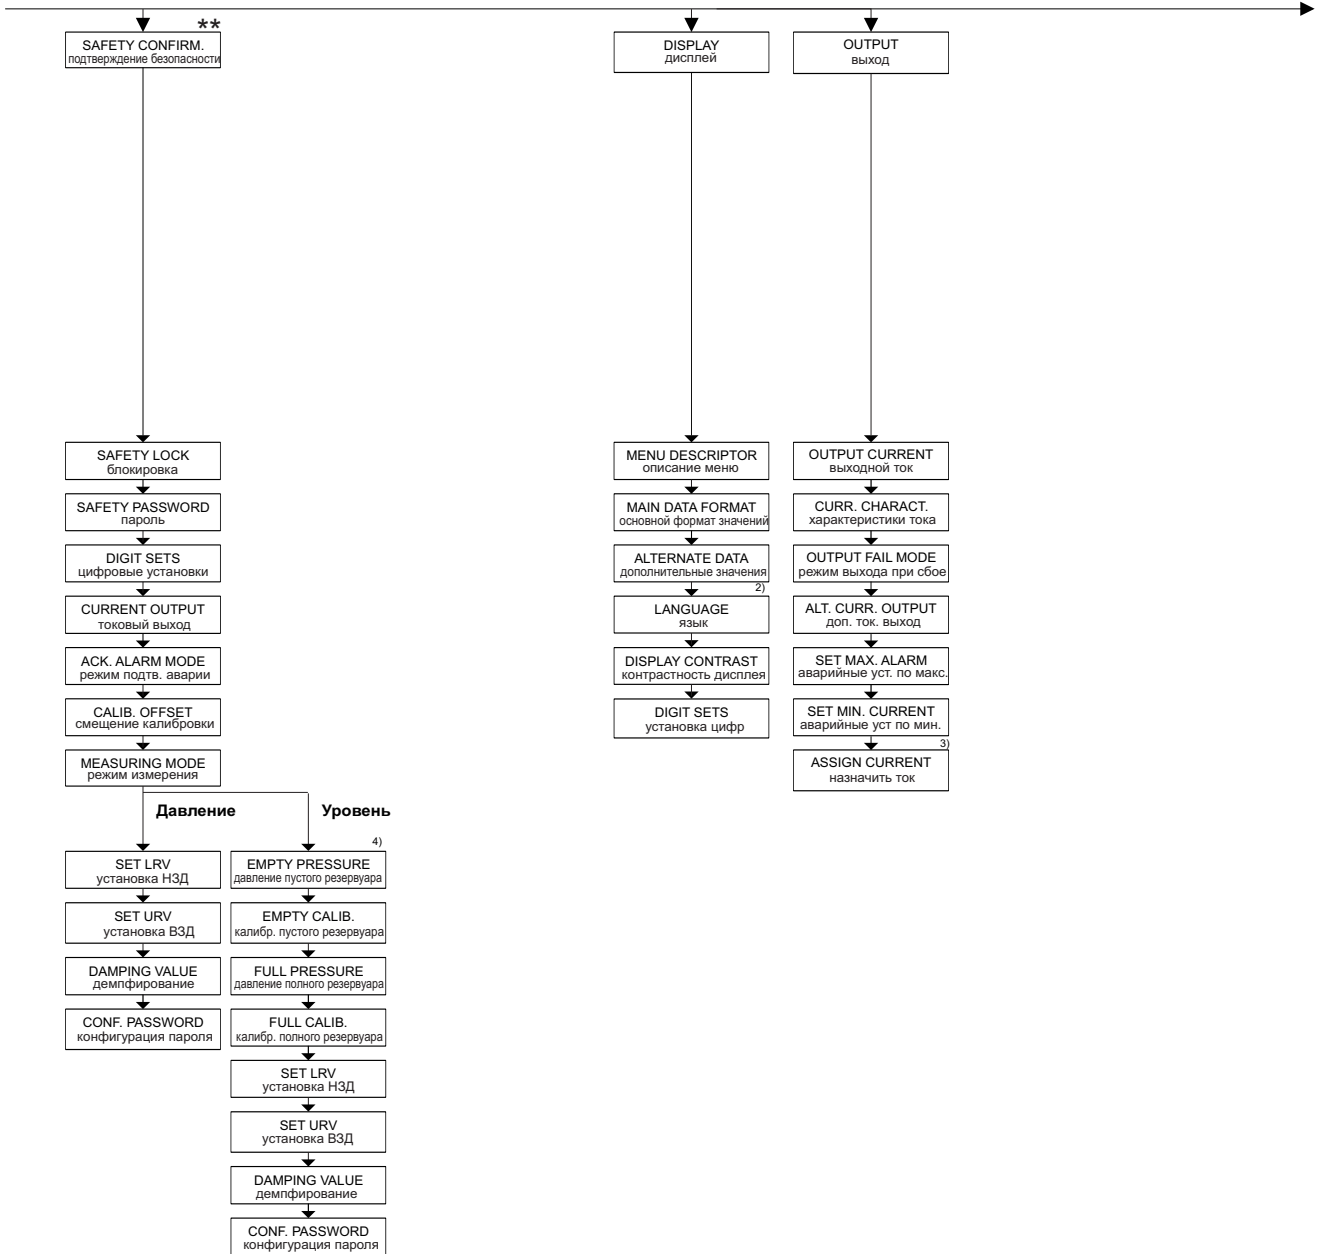 **
SAFETY CONFIRM.
подтверждение безопасности
DISPLAY
дисплей
OUTPUT
выход
SAFETY LOCK
блокировка
SAFETY PASSWORD
пароль
DIGIT SETS
цифровые установки
CURRENT OUTPUT
токовый выход
ACK. ALARM MODE
режим подтв. аварии
CALIB. OFFSET
смещение калибровки
MEASURING MODE
режим измерения
MENU DESCRIPTOR
описание меню
MAIN DATA FORMAT
основной формат значений
ALTERNATE DATA
дополнительные значения
2)
LANGUAGE
язык
DISPLAY CONTRAST
контрастность дисплея
DIGIT SETS
установка цифр
OUTPUT CURRENT
выходной ток
CURR. CHARACT.
характеристики тока
OUTPUT FAIL MODE
режим выхода при сбое
ALT. CURR. OUTPUT
доп. ток. выход
SET MAX. ALARM
аварийные уст. по макс.
SET MIN. CURRENT
аварийные уст по мин.
3)
ASSIGN CURRENT
назначить ток
Давление
SET LRV
установка НЗД
SET URV
установка ВЗД
DAMPING VALUE
демпфирование
CONF. PASSWORD
конфигурация пароля
Уровень
4)
EMPTY PRESSURE
давление пустого резервуара
EMPTY CALIB.
калибр. пустого резервуара
FULL PRESSURE
давление полного резервуара
FULL CALIB.
калибр. полного резервуара
SET LRV
установка НЗД
SET URV
установка ВЗД
DAMPING VALUE
демпфирование
CONF. PASSWORD
конфигурация пароля